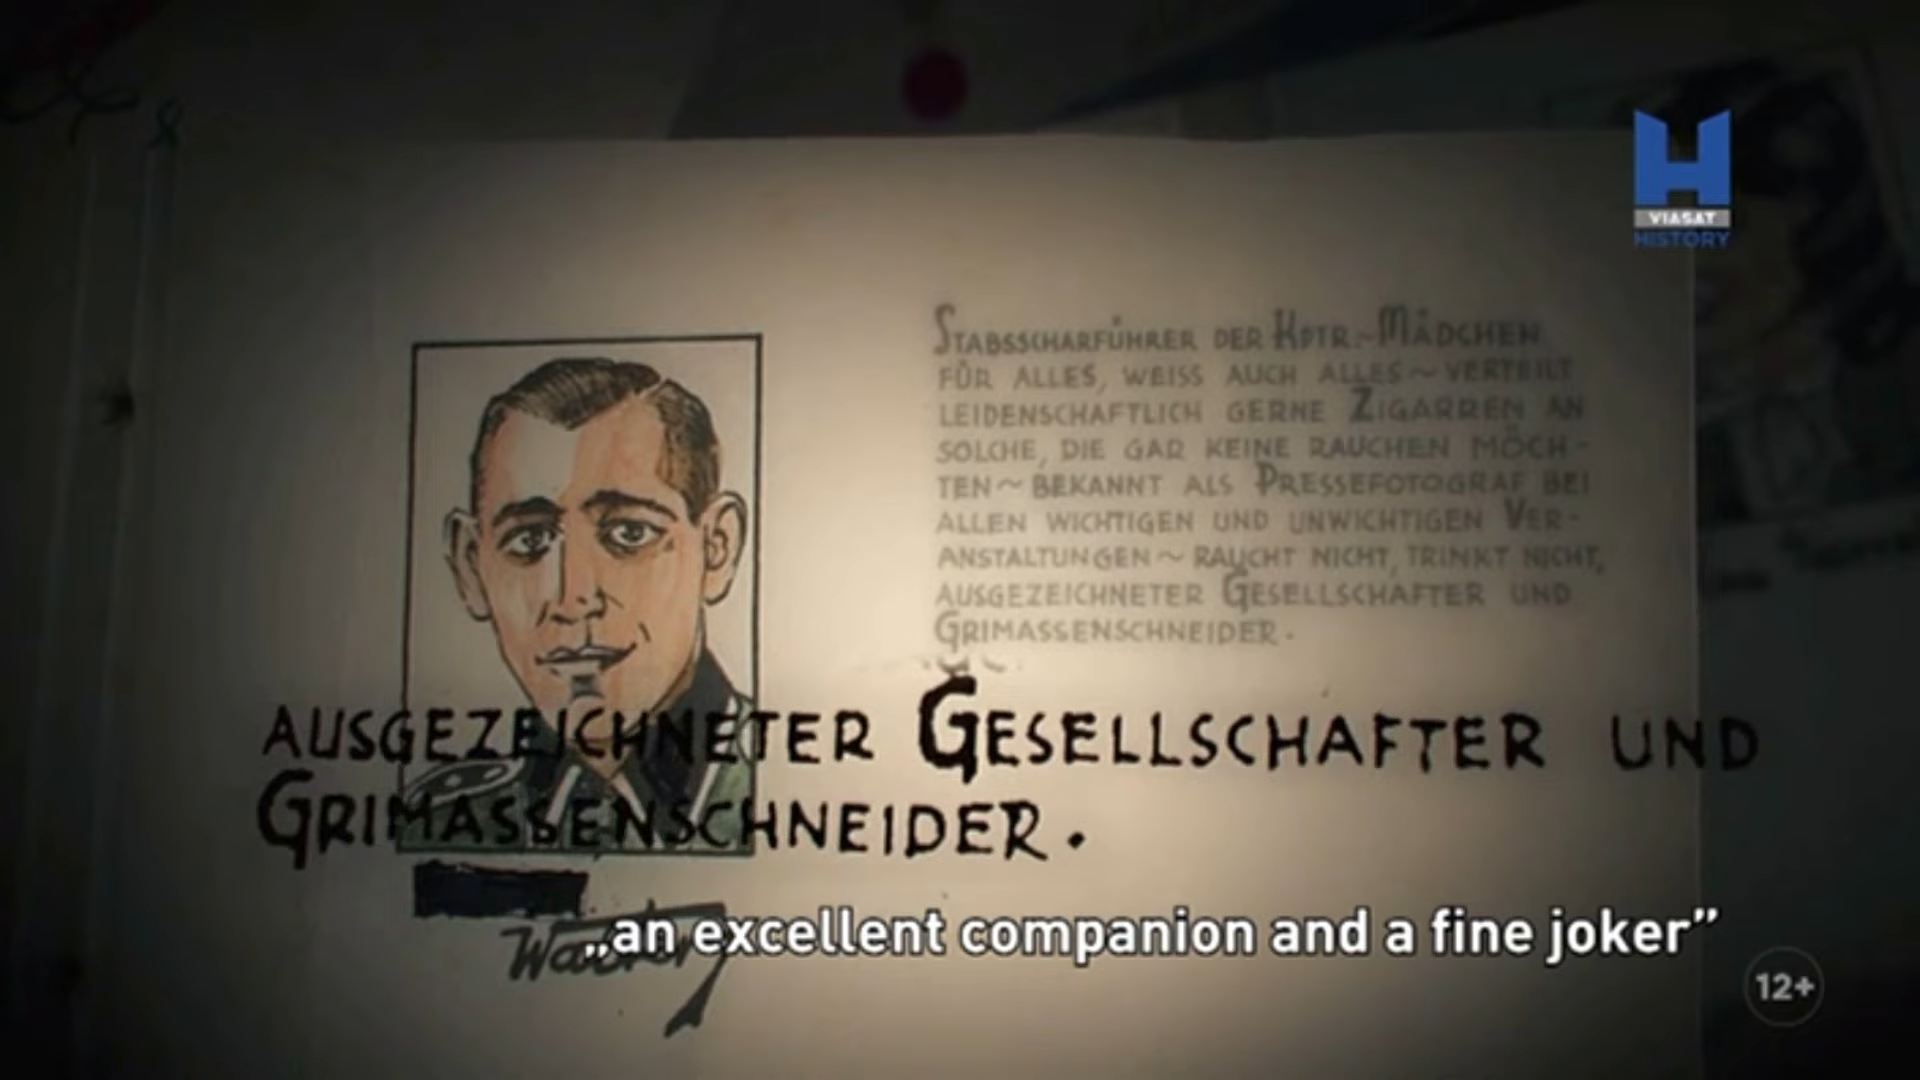 VIASAT
HISTORY
STABSSCHARFÜHRER DER KPTR.~MÄDCHEN
FÜR ALLES, WEISS AUCH ALLES~VERTEILT
LEIDENSCHAFTLICH GERNE ZIGARREN AN
SOLCHE, DIE GAR KEINE RAUCHEN MÖCH-
TEN~BEKANNT ALS PRESSEFOTOGRAF BEI
ALLEN WICHTIGEN UND UNWICHTIGEN VER-
ANSTALTUNGEN~RAUCHT NICHT, TRINKT NICHT,
AUSGEZEICHNETER GESELLSCHAFTER UND
GRIMASSENSCHNEIDER.
AUSGEZEICHNETER GESELLSCHAFTER UND
GRIMASSENSCHNEIDER.
„an excellent companion and a fine joker”
12+